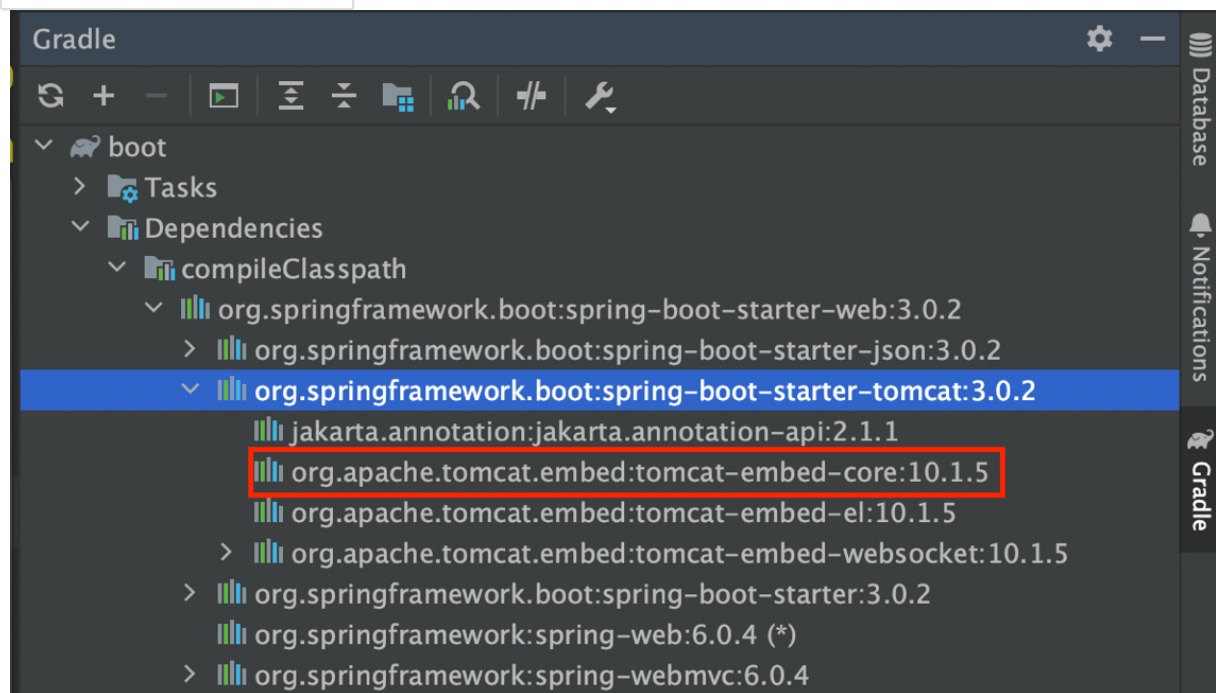 Gradle
boot
Tasks
Dependencies
compileClasspath
org.springframework.boot:spring-boot-starter-web:3.0.2
org.springframework.boot:spring-boot-starter-json:3.0.2
org.springframework.boot:spring-boot-starter-tomcat:3.0.2
jakarta.annotation:jakarta.annotation-api:2.1.1
org.apache.tomcat.embed:tomcat-embed-core:10.1.5
org.apache.tomcat.embed:tomcat-embed-el:10.1.5
org.apache.tomcat.embed:tomcat-embed-websocket:10.1.5
org.springframework.boot:spring-boot-starter:3.0.2
org.springframework:spring-web:6.0.4 (*)
org.springframework:spring-webmvc:6.0.4
Database
Notifications
Gradle